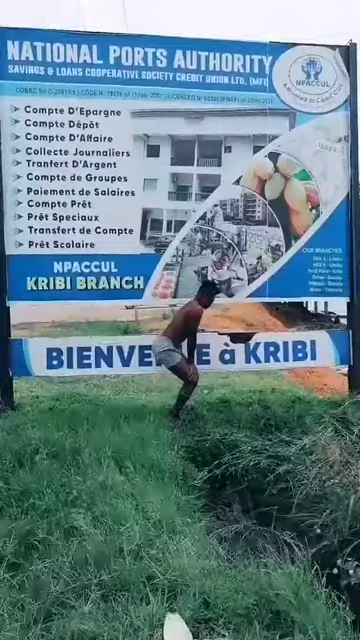 NATIONAL PORTS AUTHORITY
SAVINGS & LOANS COOPERATIVE SOCIETY CREDIT UNION LTD. (MFI)
NPACCUL
Compte D'Epargne
Compte Dépôt
Compte D'Affaire
Collecte Journaliers
Tranfert D'Argent
Compte de Groupes
Paiement de Salaires
Compte Prêt
Prêt Speciaux
Transfert de Compte
Prêt Scolaire
OUR BRANCHES
NPACCUL
KRIBI BRANCH
BIENVE E à KRIBI